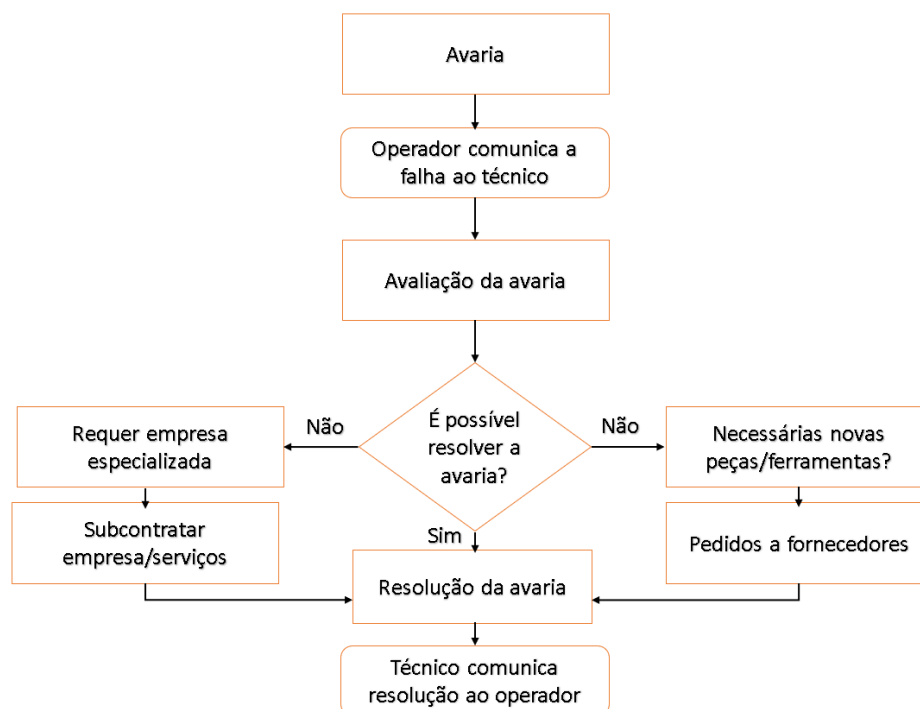 Avaria
Operador comunica a
falha ao técnico
Avaliação da avaria
É possível
resolver a
avaria?
Não
Não
Requer empresa
especializada
Necessárias novas
peças/ferramentas?
Subcontratar
empresa/serviços
Sim
Pedidos a fornecedores
Resolução da avaria
Técnico comunica
resolução ao operador